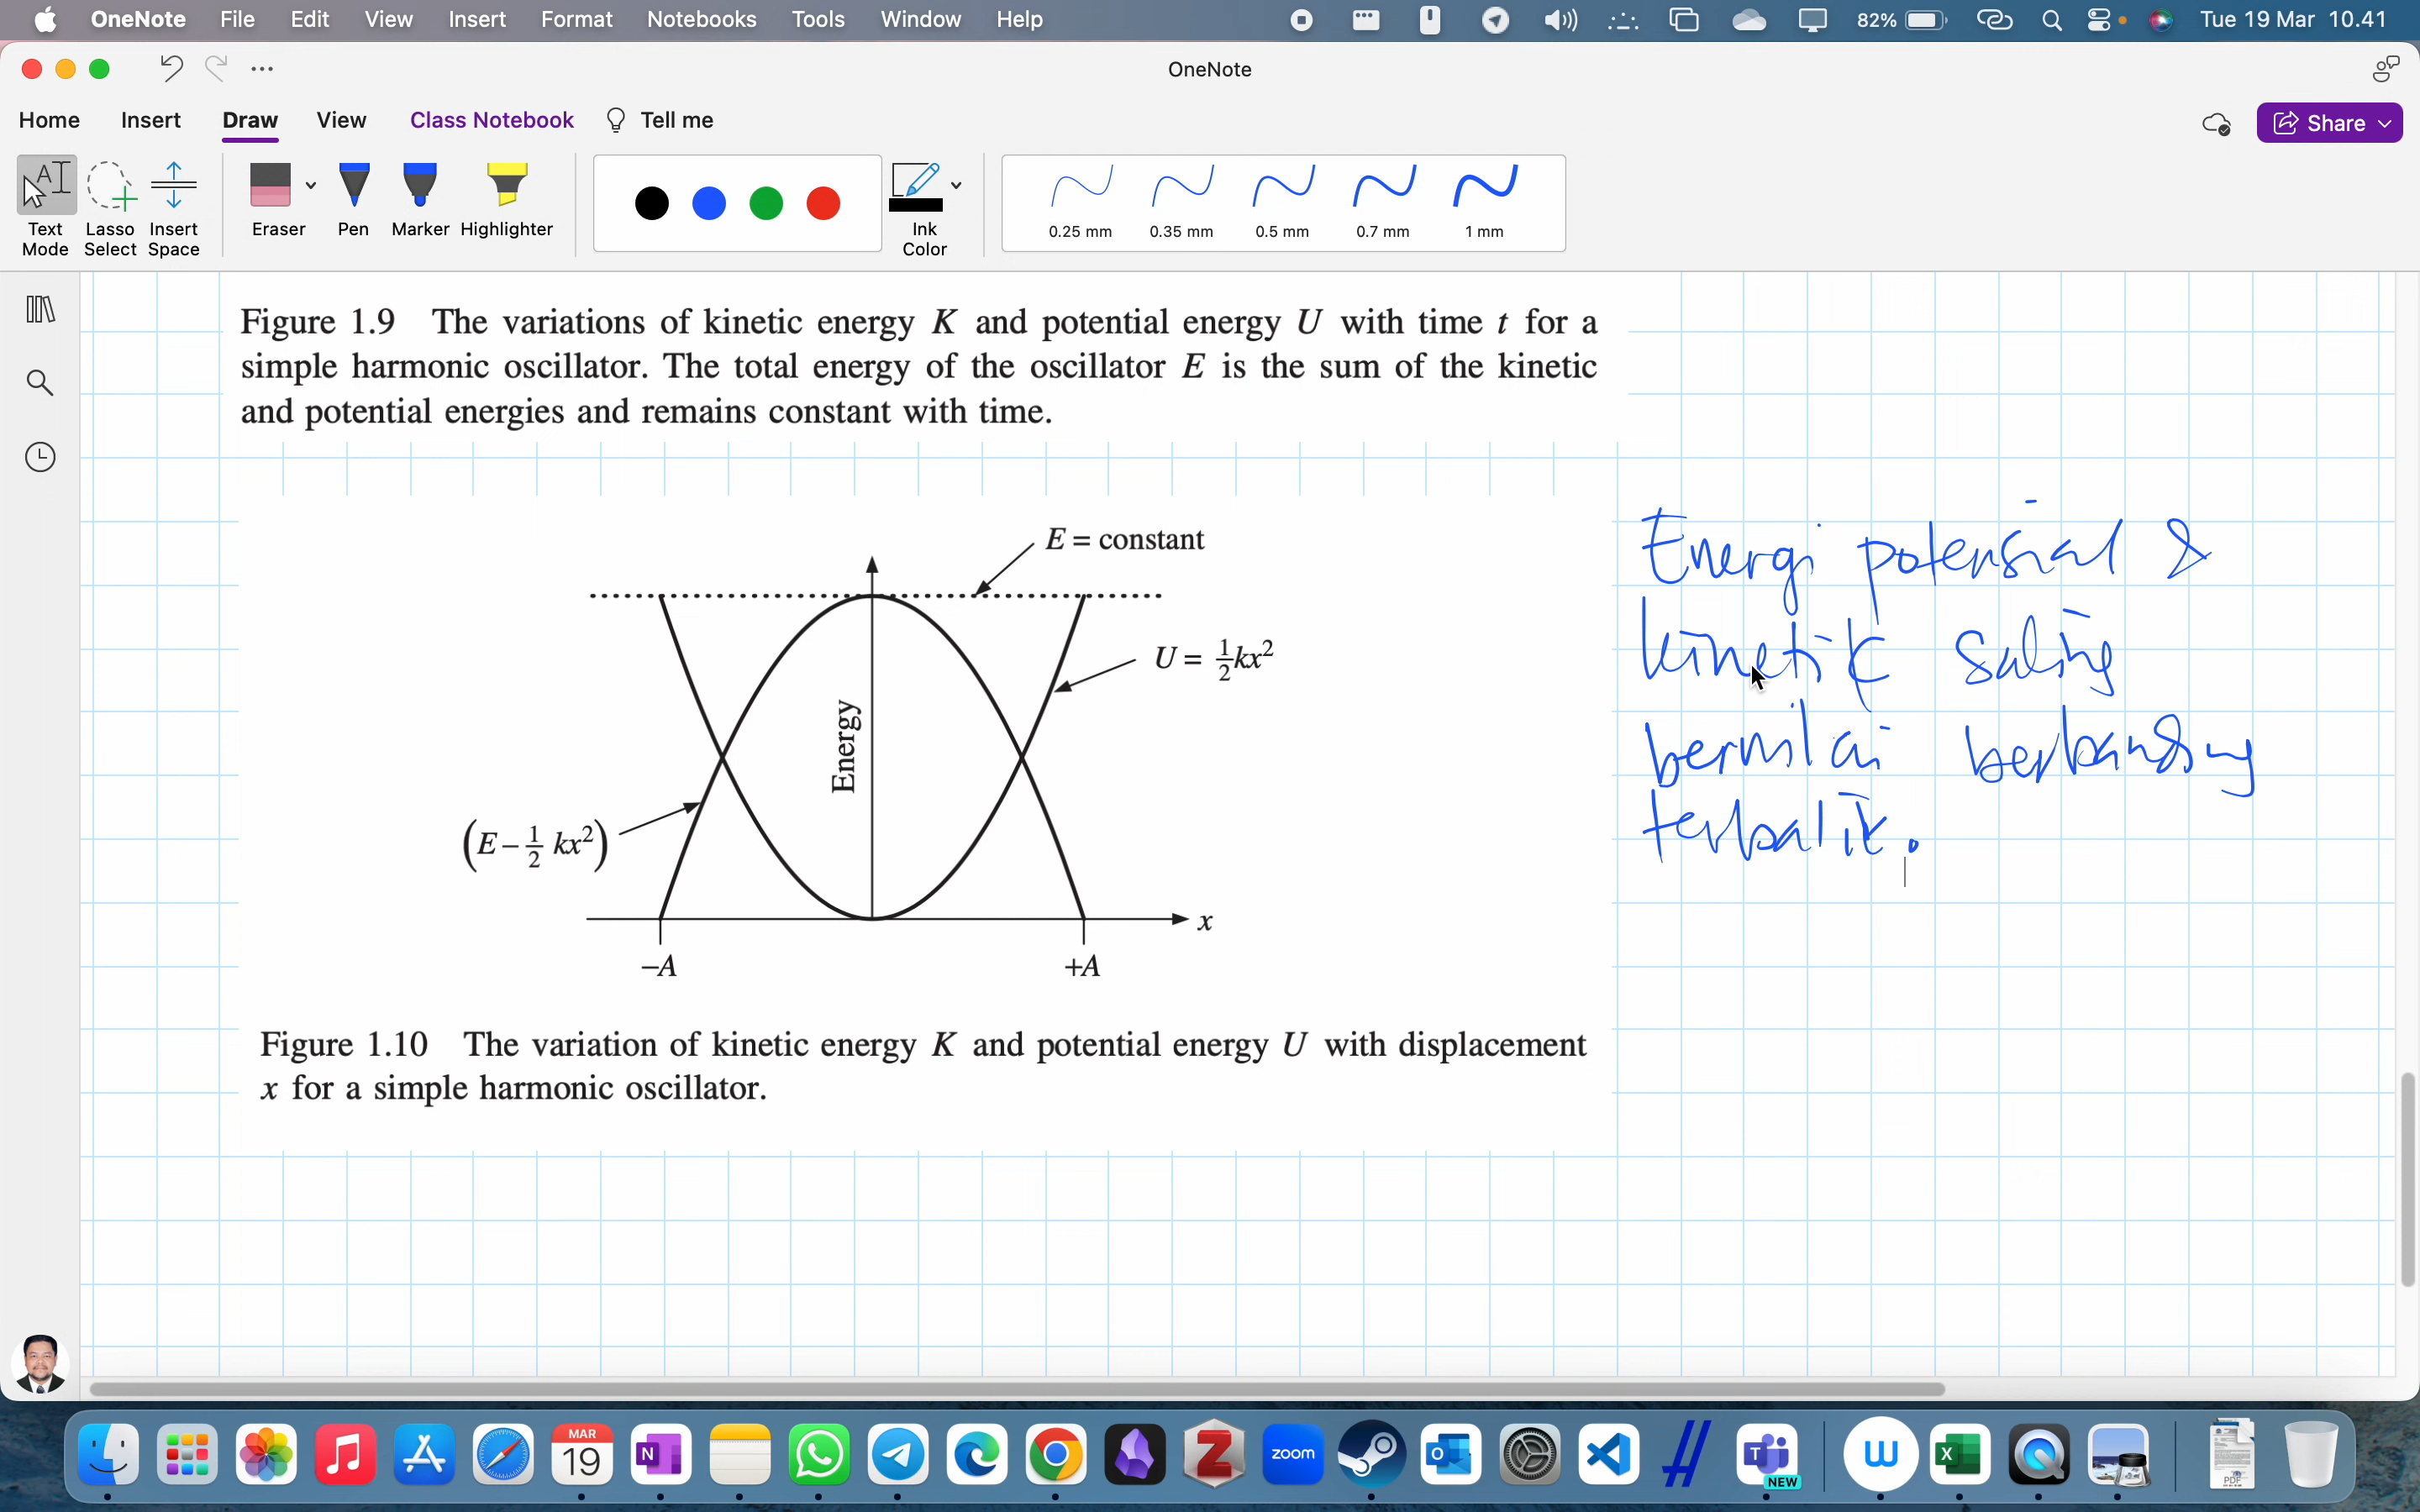 OneNote File Edit View Insert Format Notebooks Tools Window Help 82% Tue 19 Mar 10.41
OneNote
Home Insert Draw View Class Notebook Tell me Share
Text Mode Lasso Select Insert Space Eraser Pen Marker Highlighter Ink Color 0.25 mm 0.35 mm 0.5 mm 0.7 mm 1 mm
Figure 1.9 The variations of kinetic energy K and potential energy U with time t for a
simple harmonic oscillator. The total energy of the oscillator E is the sum of the kinetic
and potential energies and remains constant with time.
E = constant
U = ½kx²
Energy
(E – ½ kx²)
x
–A +A
Energi potensial &
kinetik saling
bernilai berbanding
terbalik.
Figure 1.10 The variation of kinetic energy K and potential energy U with displacement
x for a simple harmonic oscillator.
MAR
19
N
zoom
NEW
PDF